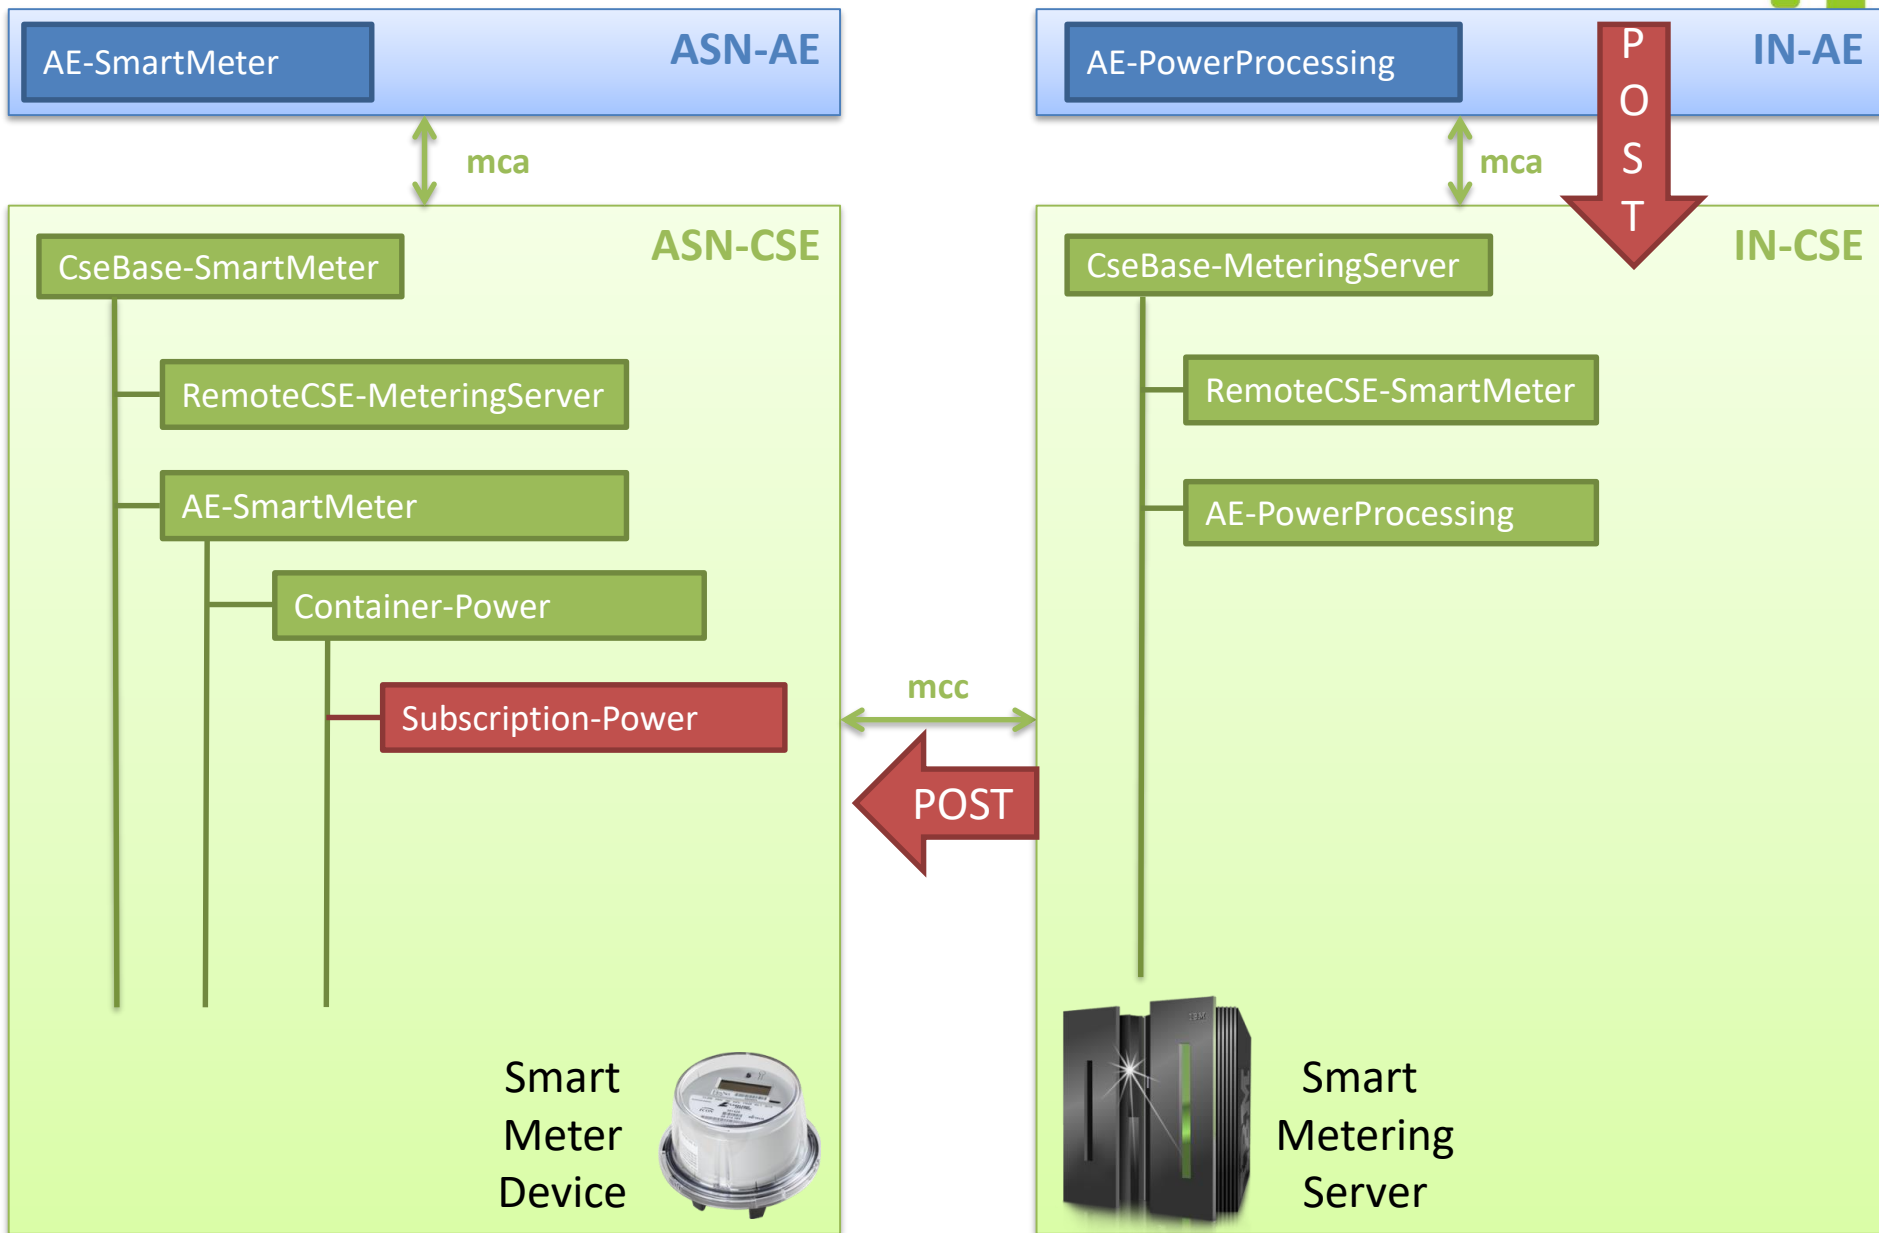 AE-SmartMeter
ASN-AE
AE-PowerProcessing
IN-AE
P
O
S
T
mca
mca
ASN-CSE
CseBase-SmartMeter
RemoteCSE-MeteringServer
AE-SmartMeter
Container-Power
Subscription-Power
mcc
POST
IN-CSE
CseBase-MeteringServer
RemoteCSE-SmartMeter
AE-PowerProcessing
Smart
Meter
Device
Smart
Metering
Server
IBM